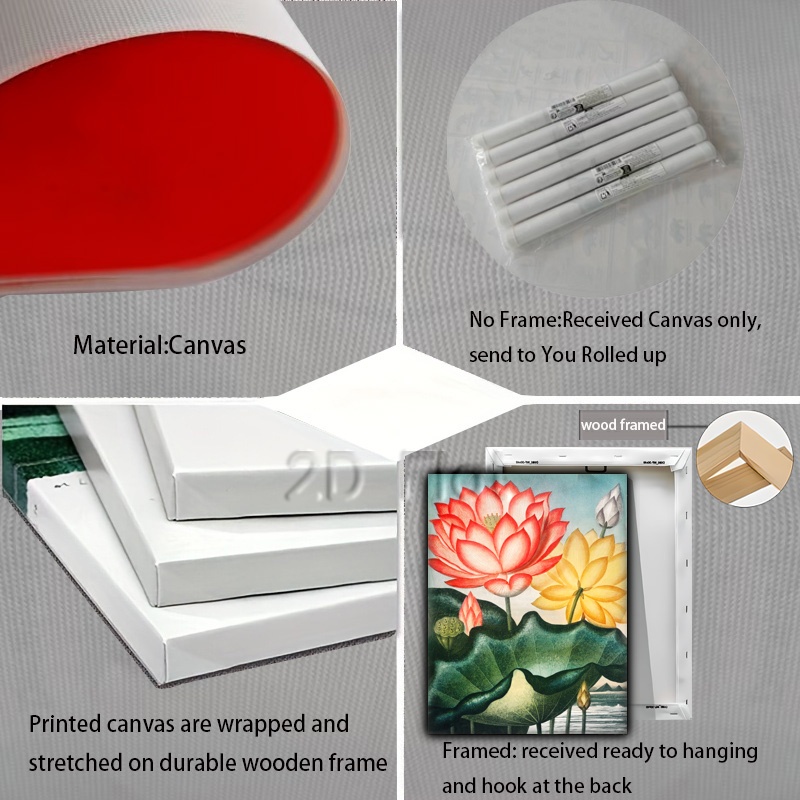 Material:Canvas
No Frame:Received Canvas only,
send to You Rolled up
2D
wood framed
Printed canvas are wrapped and
stretched on durable wooden frame
Framed: received ready to hanging
and hook at the back